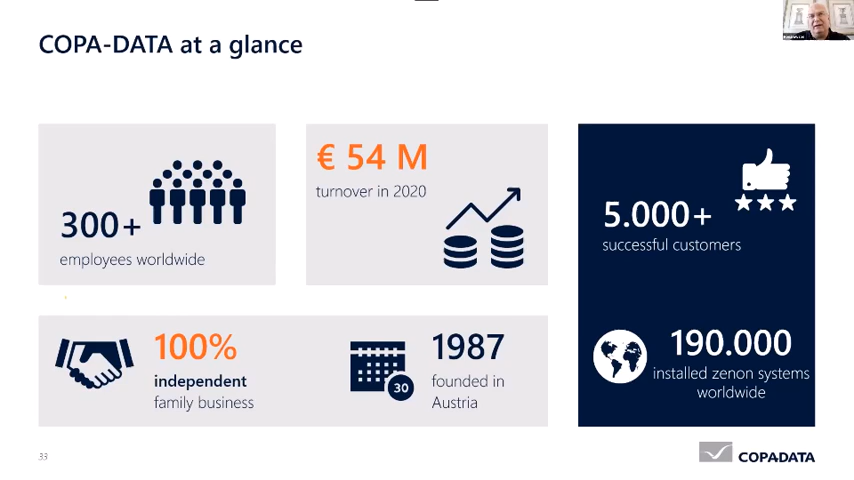 COPA-DATA at a glance
300+
employees worldwide
€ 54 M
turnover in 2020
5.000+
successful customers
100%
independent
family business
30
1987
founded in
Austria
190.000
installed zenon systems
worldwide
33
COPADATA